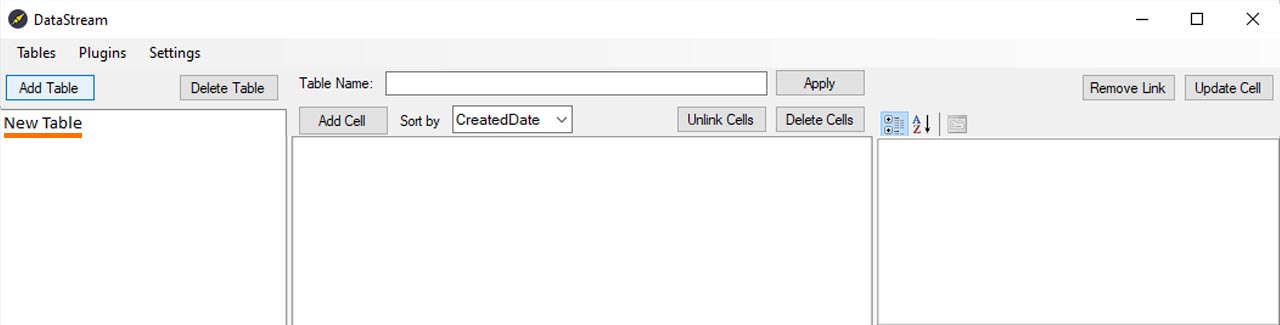 DataStream
Tables Plugins Settings
Add Table Delete Table Table Name: Apply Remove Link Update Cell
Add Cell Sort by CreatedDate Unlink Cells Delete Cells
New Table
AZ